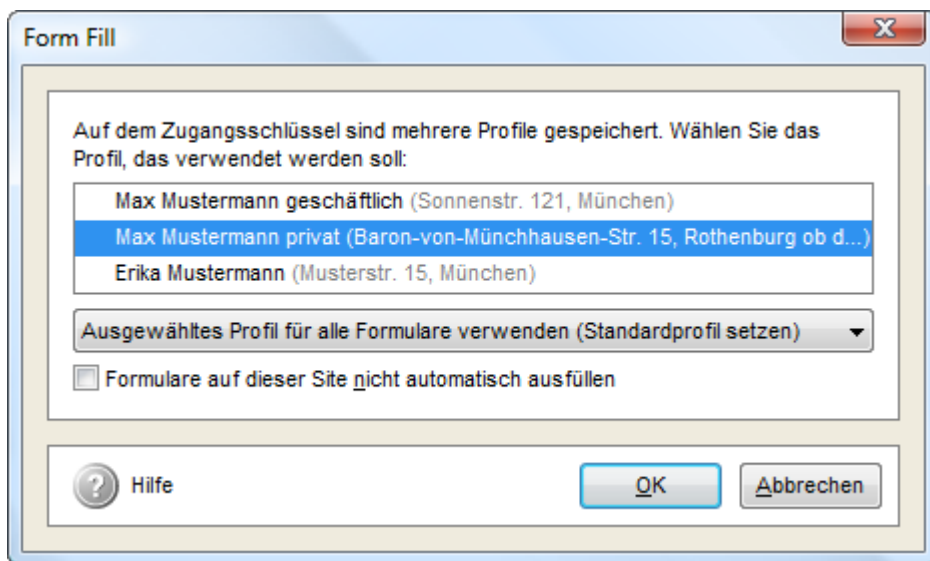 Form Fill
Auf dem Zugangsschlüssel sind mehrere Profile gespeichert. Wählen Sie das
Profil, das verwendet werden soll:
Max Mustermann geschäftlich (Sonnenstr. 121, München)
Max Mustermann privat (Baron-von-Münchhausen-Str. 15, Rothenburg ob d...)
Erika Mustermann (Musterstr. 15, München)
Ausgewähltes Profil für alle Formulare verwenden (Standardprofil setzen)
Formulare auf dieser Site nicht automatisch ausfüllen
? Hilfe OK Abbrechen